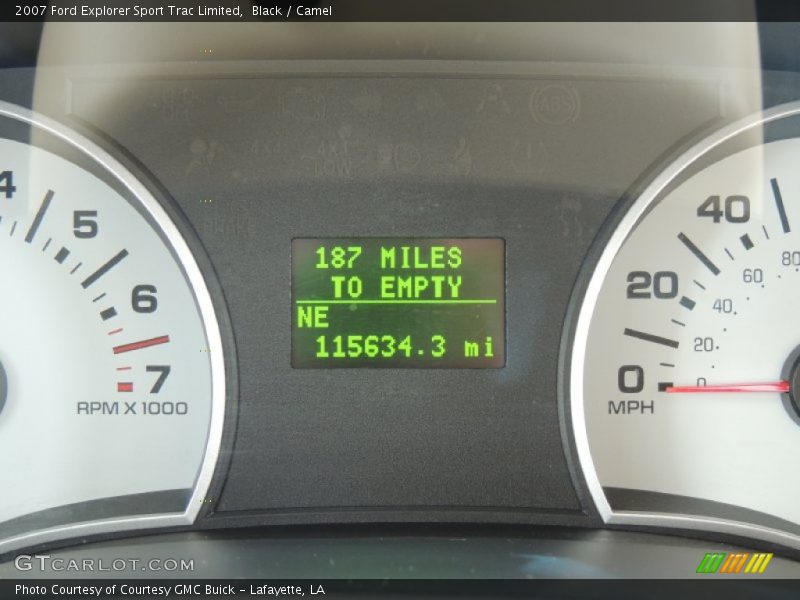 2007 Ford Explorer Sport Trac Limited,  Black / Camel
ABS
4
5
6
7
RPM X 1000
187 MILES
TO EMPTY
NE
115634.3 mi
40
20
0
MPH
80
60
40
20
0
GTCARLOT.COM
Photo Courtesy of Courtesy GMC Buick - Lafayette, LA